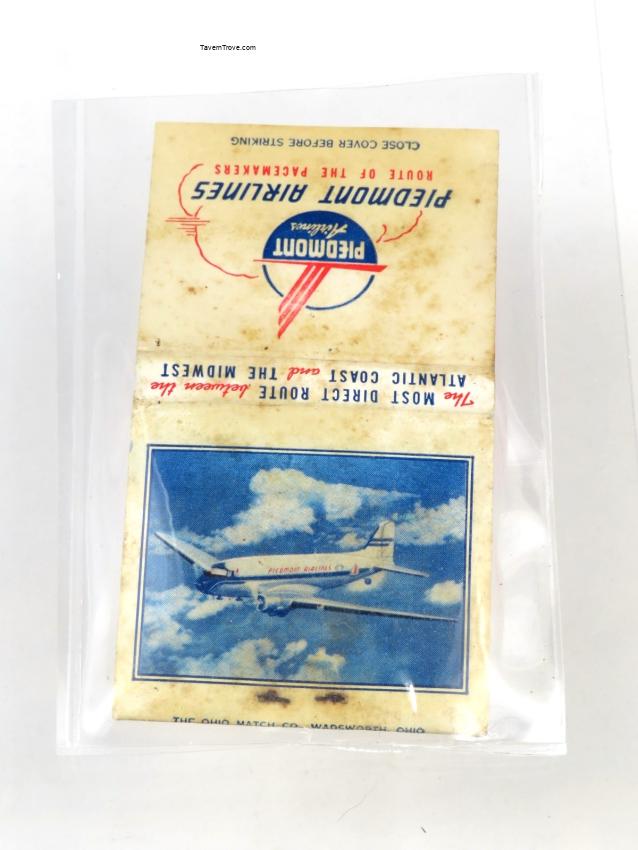 TavernTrove.com
CLOSE COVER BEFORE STRIKING
ROUTE OF THE PACEMAKERS
PIEDMONT AIRLINES
PIEDMONT
Airlines
The MOST DIRECT ROUTE between the
ATLANTIC COAST and THE MIDWEST
PIEDMONT AIRLINES
THE OHIO MATCH CO. WADSWORTH, OHIO